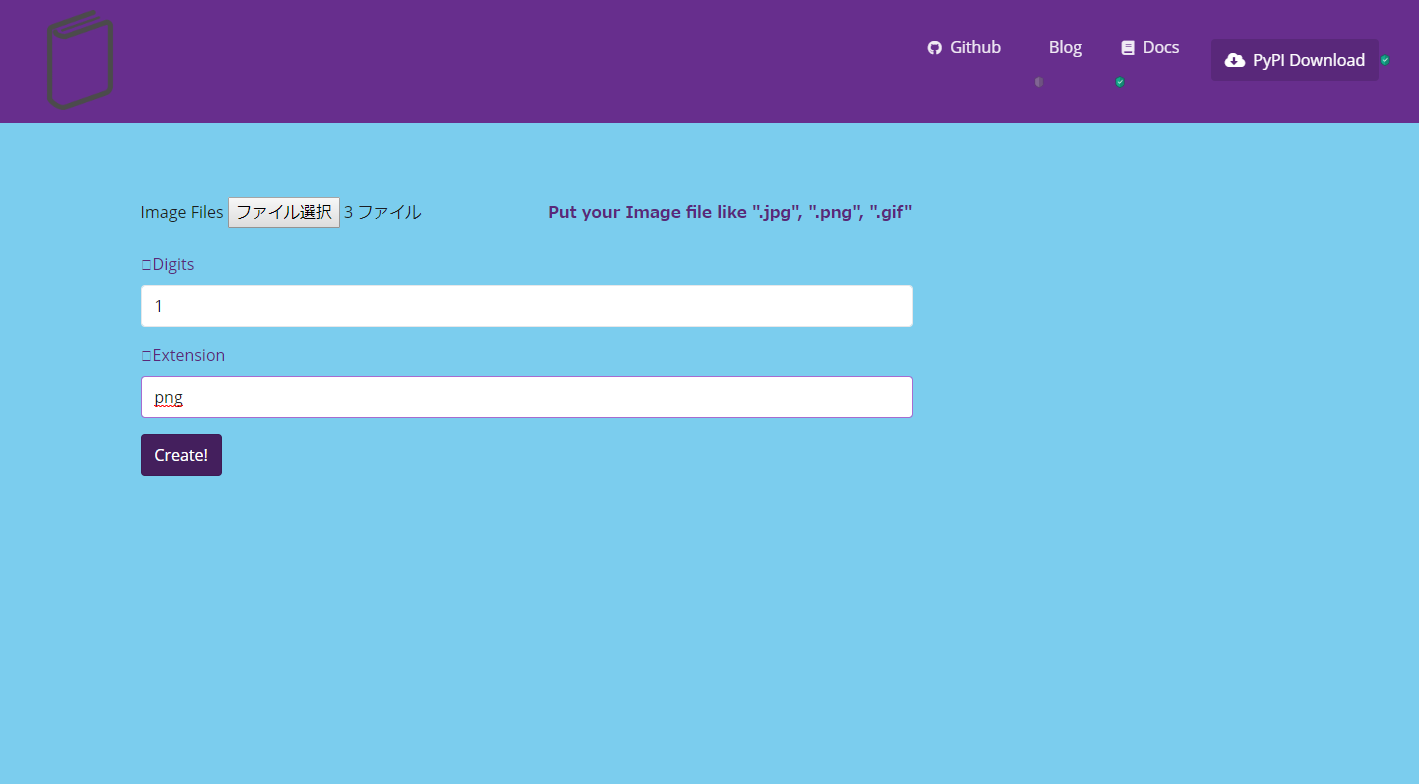 Github Blog Docs PyPI Download
Image Files ファイル選択 3 ファイル Put your Image file like ".jpg", ".png", ".gif"
Digits
1
Extension
png
Create!